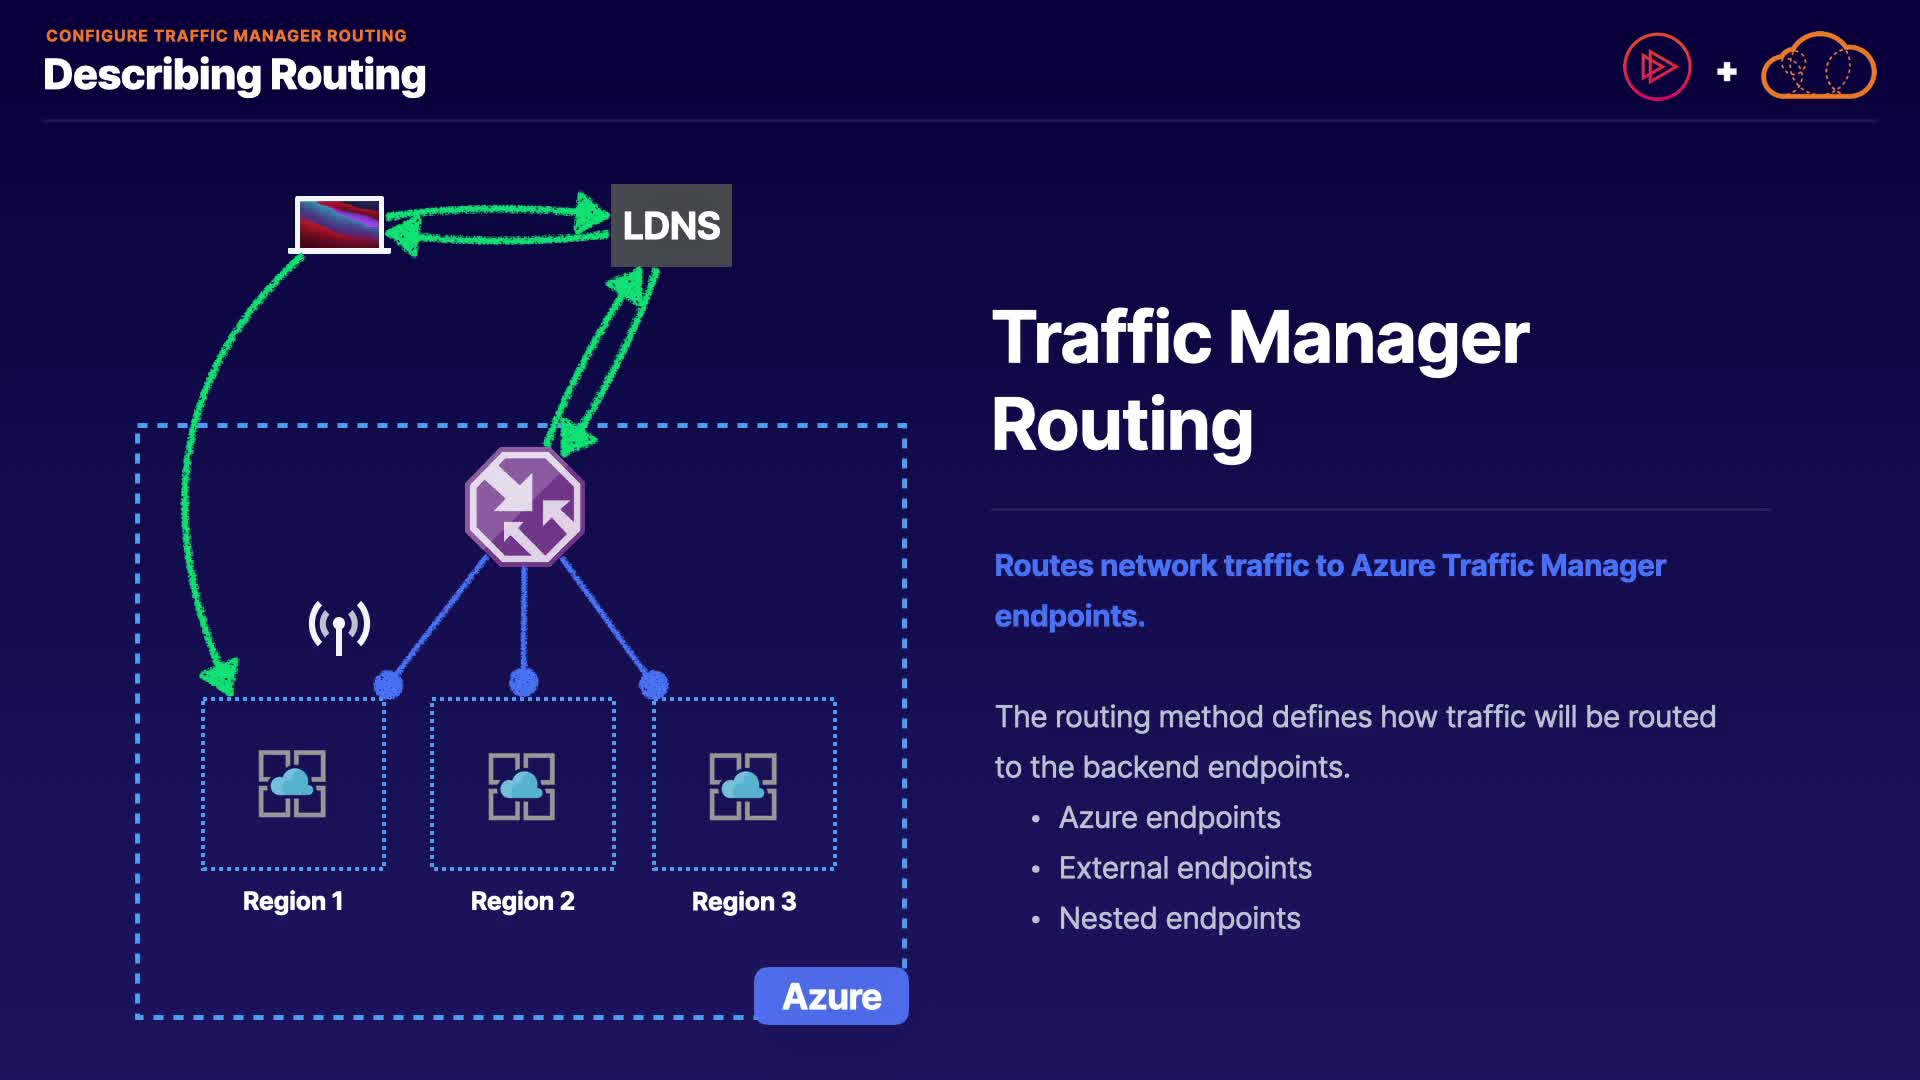 CONFIGURE TRAFFIC MANAGER ROUTING
Describing Routing
LDNS
Traffic Manager
Routing
Routes network traffic to Azure Traffic Manager
endpoints.
The routing method defines how traffic will be routed
to the backend endpoints.
• Azure endpoints
• External endpoints
• Nested endpoints
Region 1
Region 2
Region 3
Azure